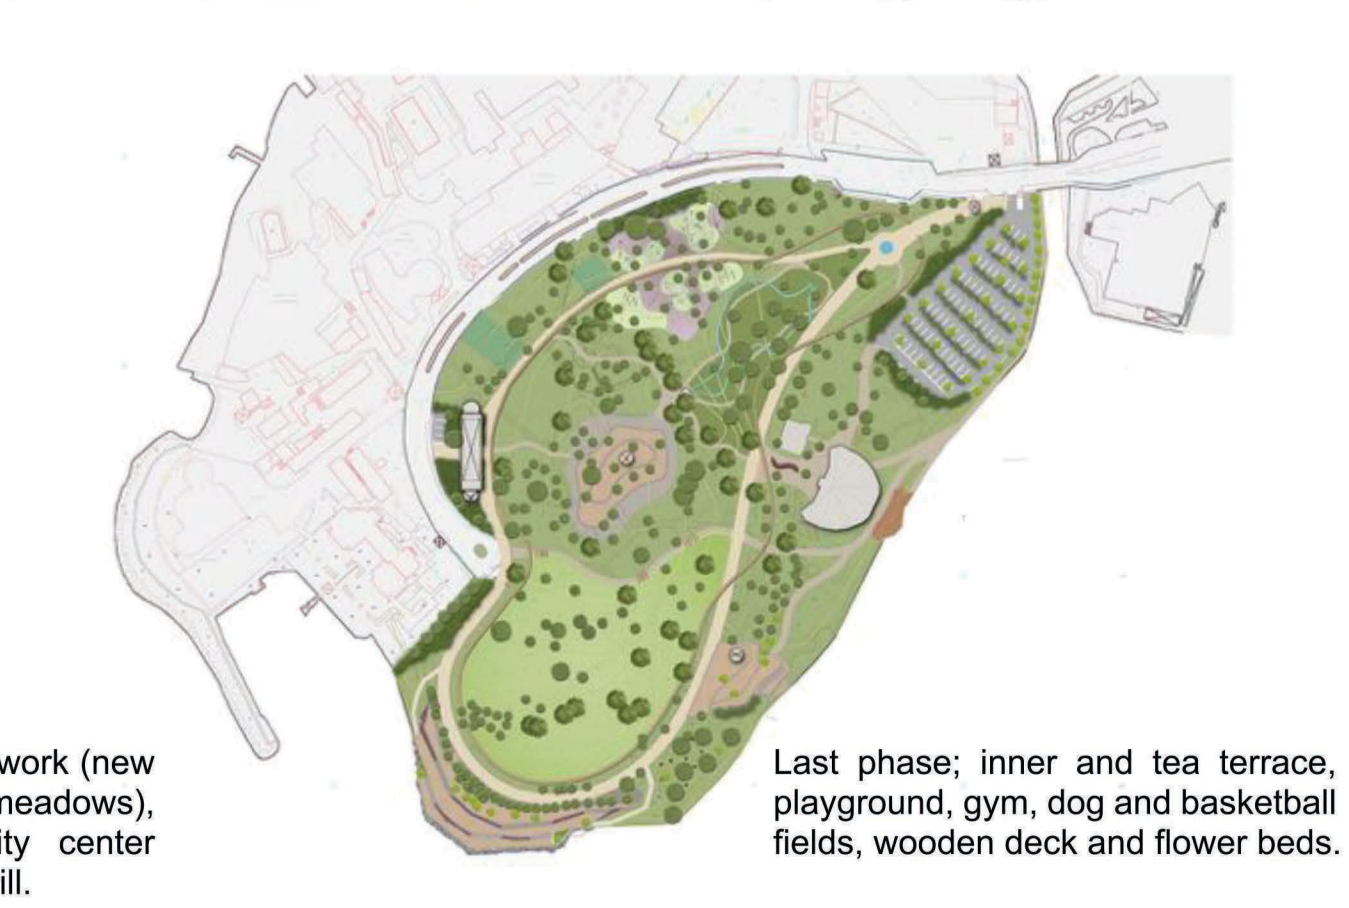 work (new
meadows),
ity center
ill.
Last phase; inner and tea terrace,
playground, gym, dog and basketball
fields, wooden deck and flower beds.